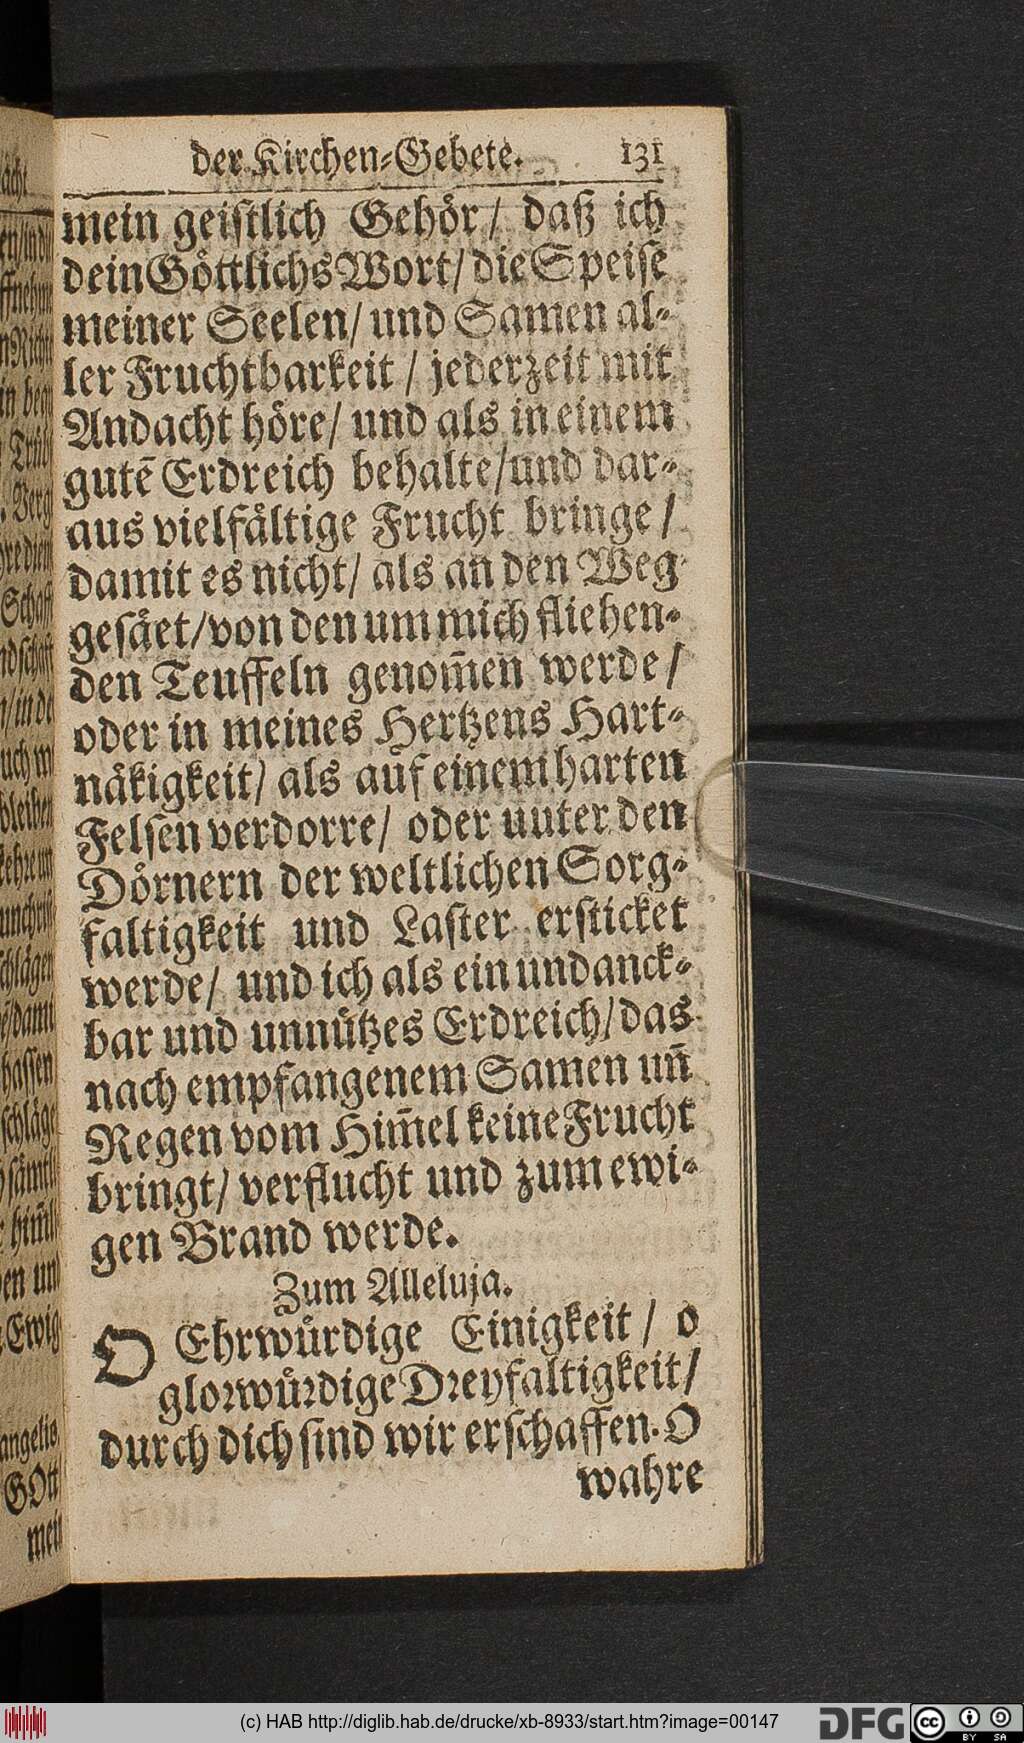 der Kirchen-Gebete. 131
mein geistlich Gehör / daß ich
dein Göttlichs Wort / die Speise
meiner Seelen / und Samen al-
ler Fruchtbarkeit / jederzeit mit
Andacht höre / und als in einem
gutē Erdreich behalte / und dar-
aus vielfältige Frucht bringe /
damit es nicht / als an den Weg
gesäet / von den um mich fliehen-
den Teuffeln genom̄en werde /
oder in meines Hertzens Hart-
näkigkeit / als auf einem harten
Felsen verdorre / oder uuter den
Dörnern der weltlichen Sorg-
faltigkeit und Laster ersticket
werde / und ich als ein undanck-
bar und unnützes Erdreich / das
nach empfangenem Samen un̄
Regen vom Him̄el keine Frucht
bringt / verflucht und zum ewi-
gen Brand werde.
Zum Alleluja.
O Ehrwürdige Einigkeit / o
glorwürdige Dreyfaltigkeit /
durch dich sind wir erschaffen. O
wahre
(c) HAB http://diglib.hab.de/drucke/xb-8933/start.htm?image=00147
DFG
cc BY SA